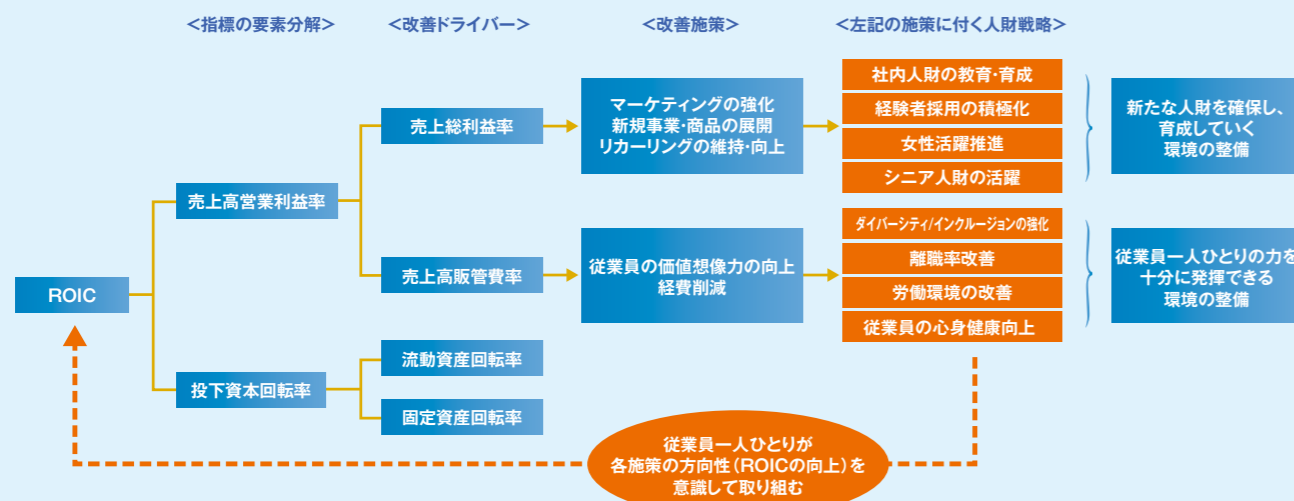 <指標の要素分解>
<改善ドライバー>
<改善施策>
<左記の施策に付く人財戦略>
ROIC
売上高営業利益率
投下資本回転率
売上総利益率
売上高販管費率
流動資産回転率
固定資産回転率
マーケティングの強化
新規事業・商品の展開
リカーリングの維持・向上
従業員の価値想像力の向上
経費削減
社内人財の教育・育成
経験者採用の積極化
女性活躍推進
シニア人財の活躍
ダイバーシティ/インクルージョンの強化
離職率改善
労働環境の改善
従業員の心身健康向上
新たな人財を確保し、
育成していく
環境の整備
従業員一人ひとりの力を
十分に発揮できる
環境の整備
従業員一人ひとりが
各施策の方向性(ROICの向上)を
意識して取り組む